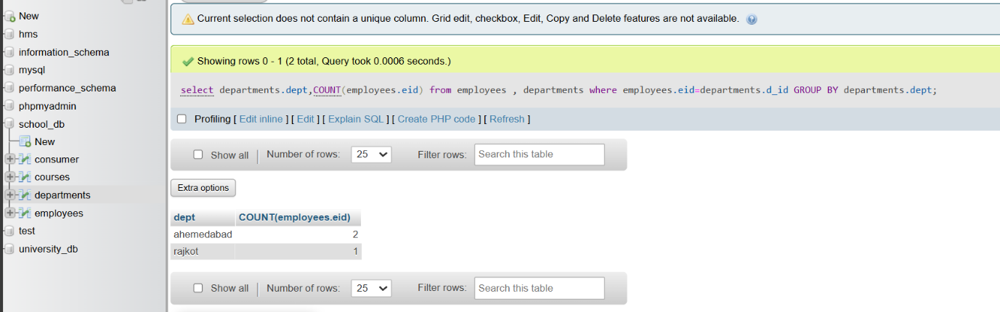 New
hms
information_schema
mysql
performance_schema
phpmyadmin
school_db
New
consumer
courses
departments
employees
test
university_db
Current selection does not contain a unique column. Grid edit, checkbox, Edit, Copy and Delete features are not available.
Showing rows 0 - 1 (2 total, Query took 0.0006 seconds.)
select departments.dept,COUNT(employees.eid) from employees , departments where employees.eid=departments.d_id GROUP BY departments.dept;
Profiling [ Edit inline ] [ Edit ] [ Explain SQL ] [ Create PHP code ] [ Refresh ]
Show all | Number of rows: 25 Filter rows: Search this table
Extra options
dept COUNT(employees.eid)
ahemedabad 2
rajkot 1
Show all | Number of rows: 25 Filter rows: Search this table